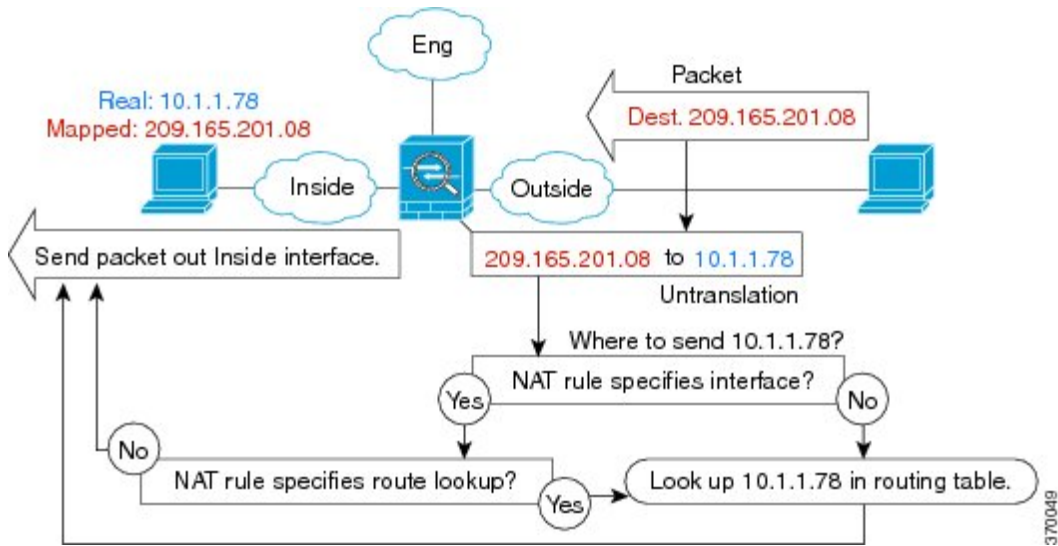 Eng
Packet
Real: 10.1.1.78
Mapped: 209.165.201.08
Dest. 209.165.201.08
Inside
Outside
Send packet out Inside interface.
209.165.201.08 to 10.1.1.78
Untranslation
Where to send 10.1.1.78?
NAT rule specifies interface?
Yes
No
No
NAT rule specifies route lookup?
Yes
Look up 10.1.1.78 in routing table.
370049